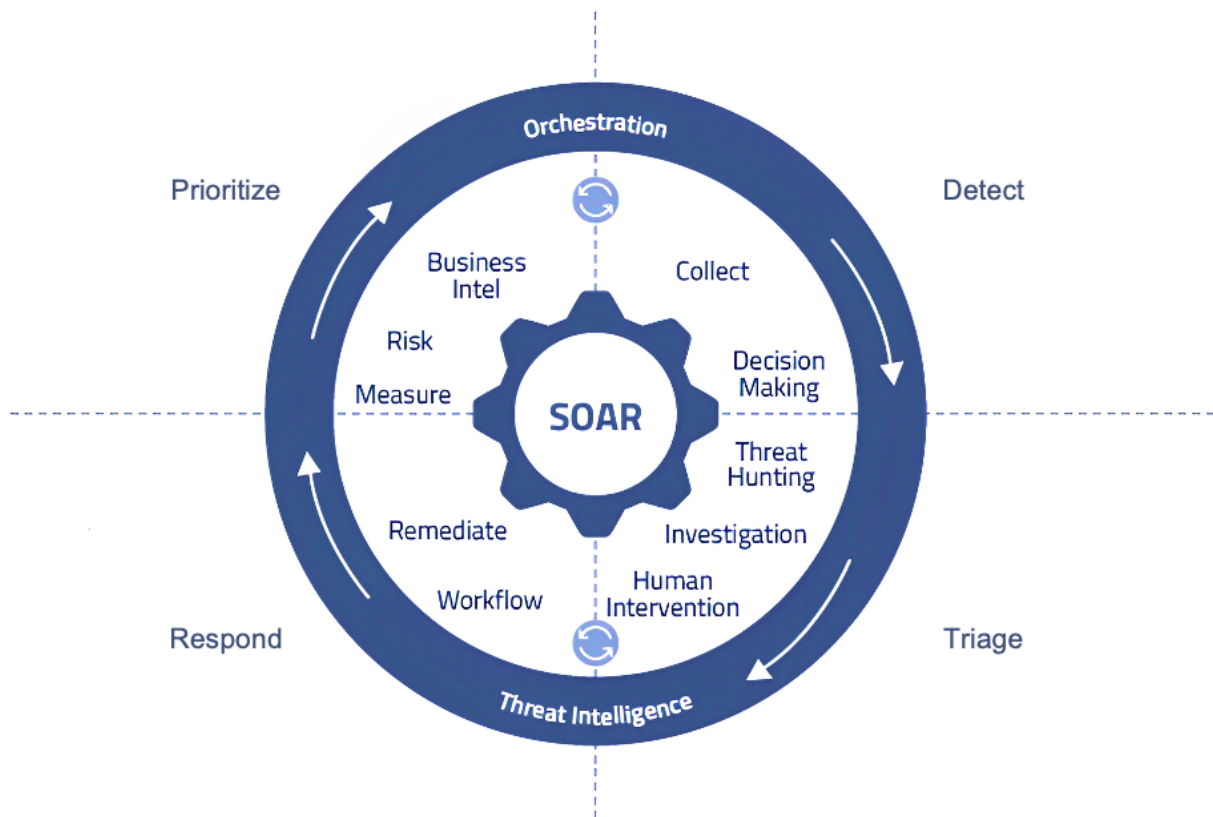 Orchestration
Prioritize
Detect
Business
Intel
Collect
Risk
Measure
Decision
Making
SOAR
Threat
Hunting
Remediate
Investigation
Workflow
Human
Intervention
Respond
Triage
Threat Intelligence